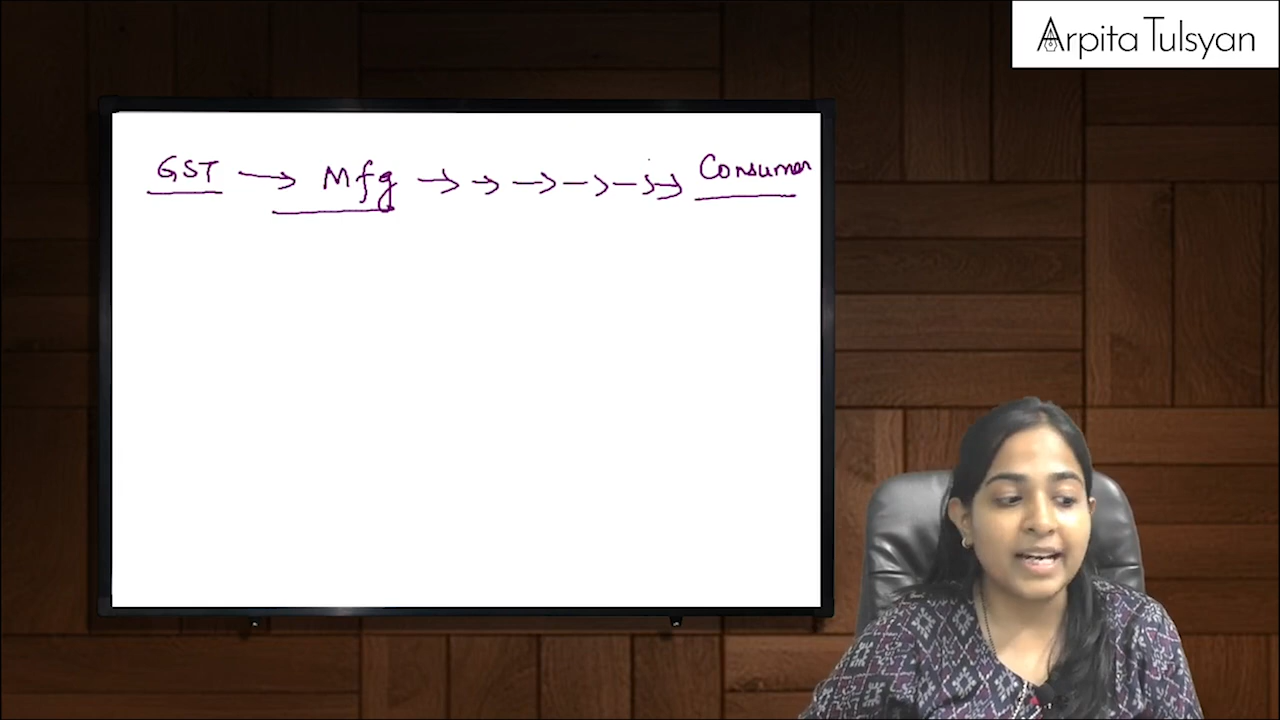 Arpita Tulsyan
GST → Mfg → → → → → → Consumer